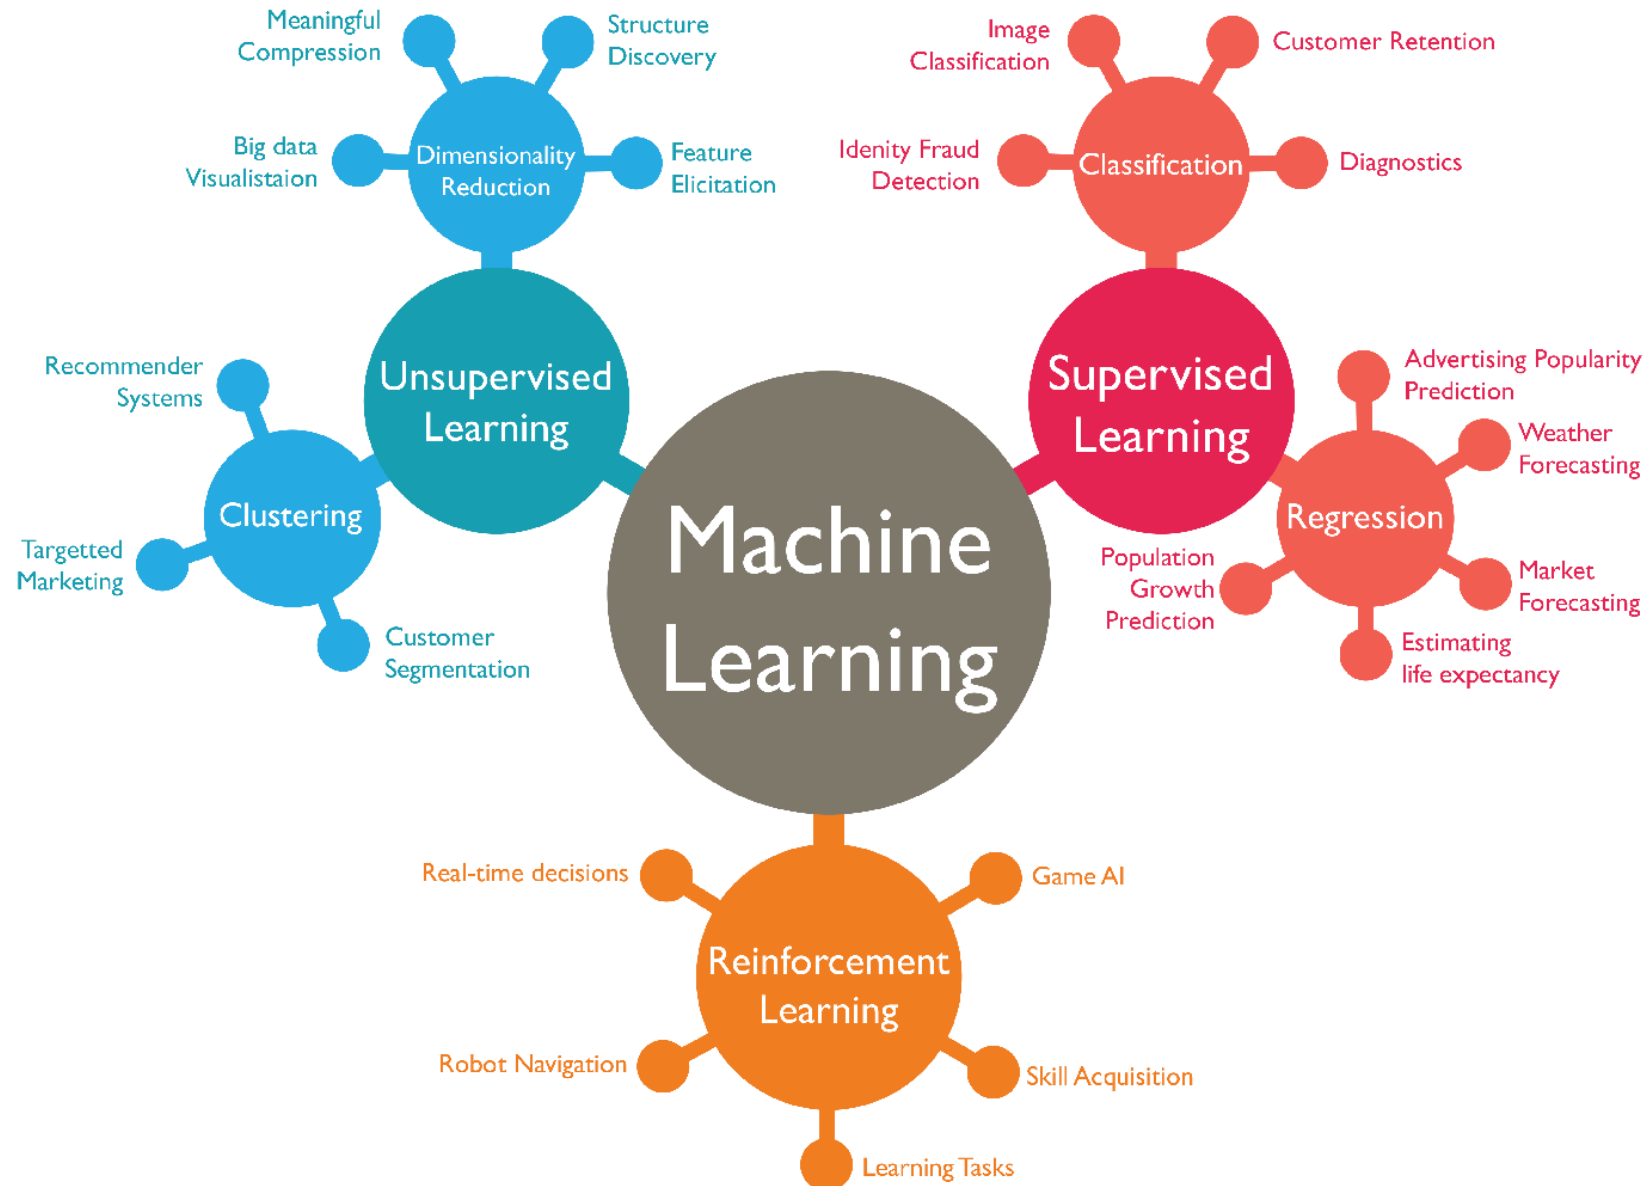 Meaningful
Compression
Structure
Discovery
Big data
Visualistaion
Dimensionality
Reduction
Feature
Elicitation
Image
Classification
Customer Retention
Idenity Fraud
Detection
Classification
Diagnostics
Unsupervised
Learning
Supervised
Learning
Recommender
Systems
Clustering
Targetted
Marketing
Customer
Segmentation
Machine
Learning
Advertising Popularity
Prediction
Weather
Forecasting
Regression
Population
Growth
Prediction
Market
Forecasting
Estimating
life expectancy
Real-time decisions
Game AI
Reinforcement
Learning
Robot Navigation
Skill Acquisition
Learning Tasks